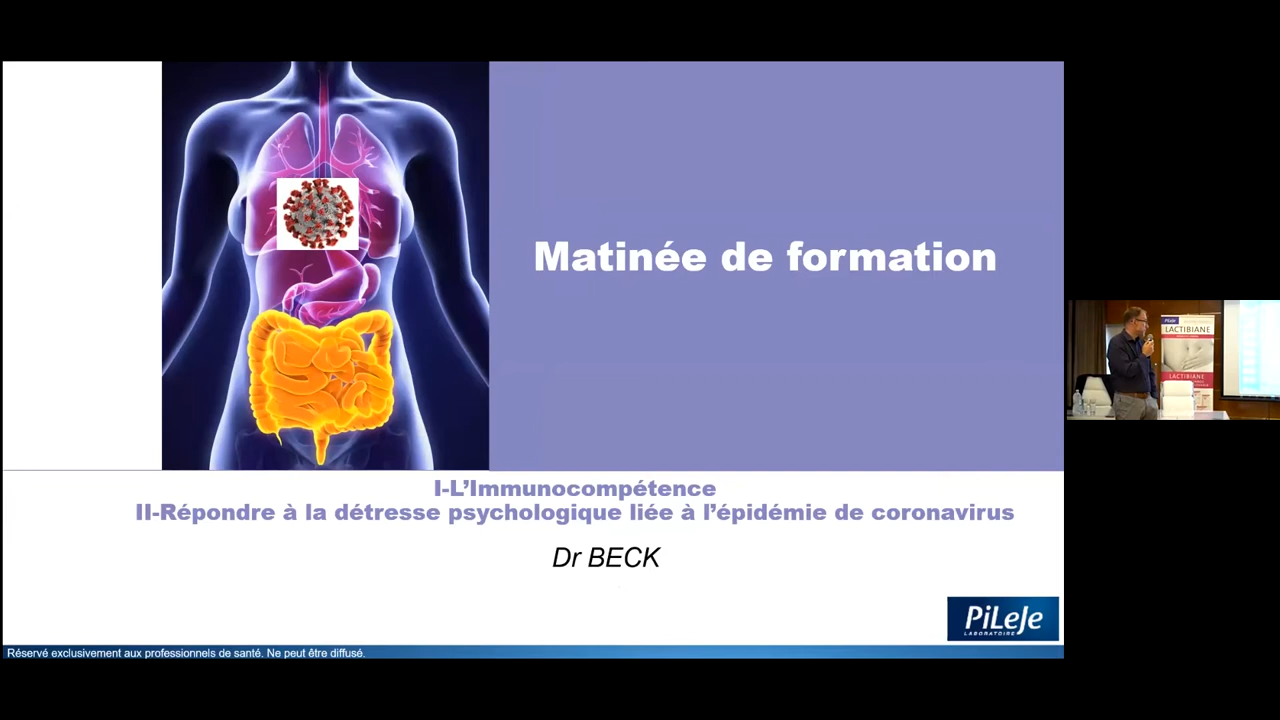 Matinée de formation
I-L'Immunocompétence
II-Répondre à la détresse psychologique liée à l'épidémie de coronavirus
Dr BECK
PiLeJe
LABORATOIRE
Réservé exclusivement aux professionnels de santé. Ne peut être diffusé.
PiLeJe
LACTIBIANE
LACTIBIANE